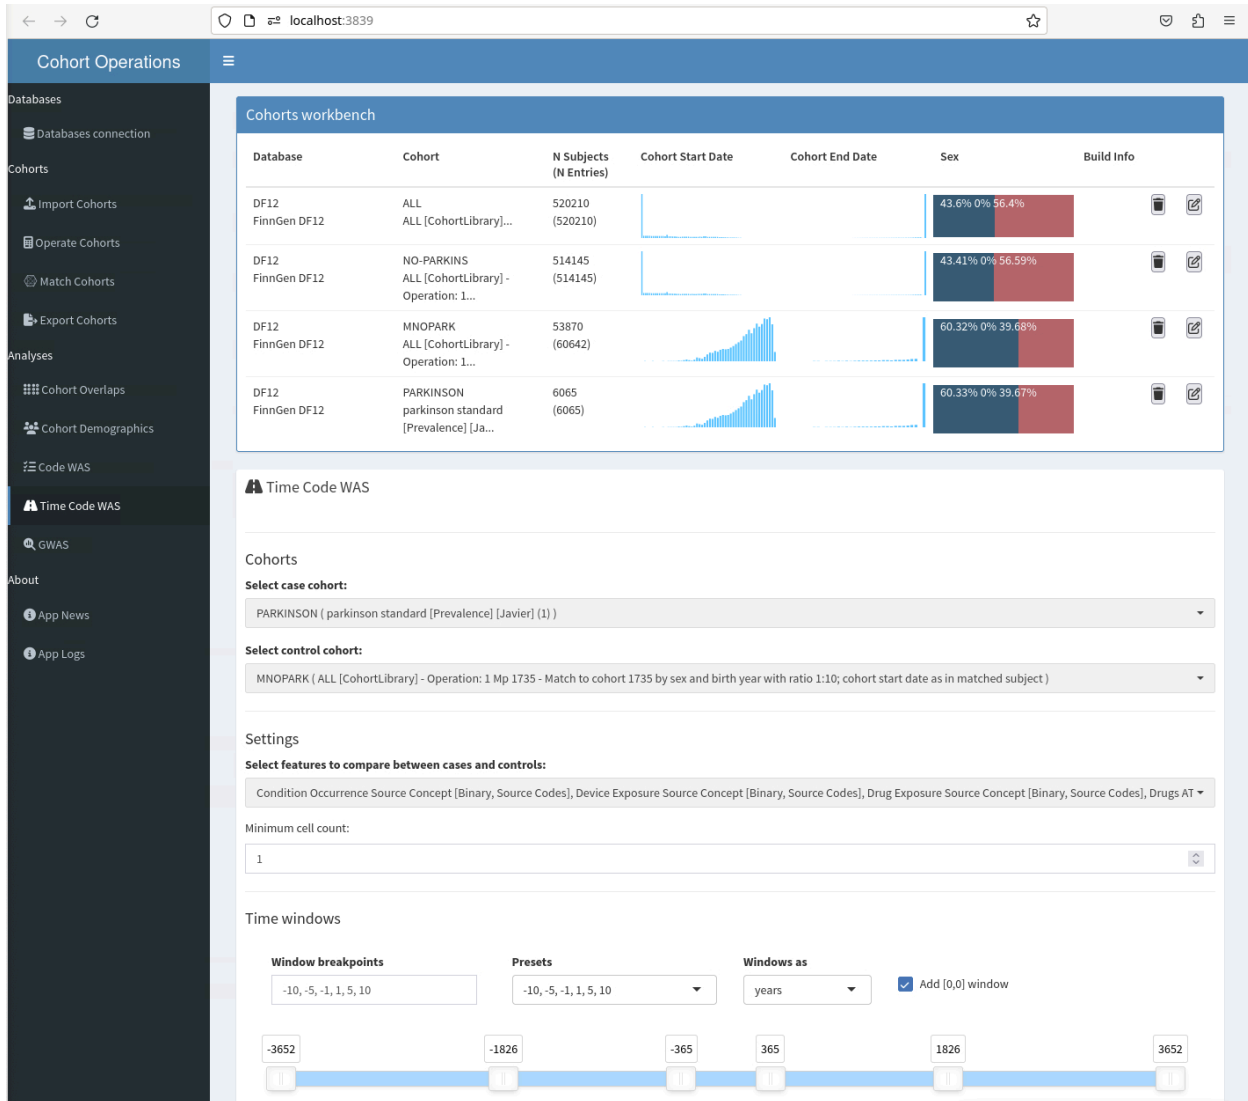 localhost:3839
Cohort Operations
Databases
Databases connection
Cohorts
Import Cohorts
Operate Cohorts
Match Cohorts
Export Cohorts
Analyses
Cohort Overlaps
Cohort Demographics
Code WAS
Time Code WAS
GWAS
About
App News
App Logs
Cohorts workbench
Database Cohort N Subjects (N Entries) Cohort Start Date Cohort End Date Sex Build Info
DF12 ALL 520210 43.6% 0% 56.4%
FinnGen DF12 ALL [CohortLibrary]... (520210)
DF12 NO-PARKINS 514145 43.41% 0% 56.59%
FinnGen DF12 ALL [CohortLibrary] - (514145)
Operation: 1...
DF12 MNOPARK 53870 60.32% 0% 39.68%
FinnGen DF12 ALL [CohortLibrary] - (60642)
Operation: 1...
DF12 PARKINSON 6065 60.33% 0% 39.67%
FinnGen DF12 parkinson standard (6065)
[Prevalence] [Ja...
Time Code WAS
Cohorts
Select case cohort:
PARKINSON ( parkinson standard [Prevalence] [Javier] (1) )
Select control cohort:
MNOPARK ( ALL [CohortLibrary] - Operation: 1 Mp 1735 - Match to cohort 1735 by sex and birth year with ratio 1:10; cohort start date as in matched subject )
Settings
Select features to compare between cases and controls:
Condition Occurrence Source Concept [Binary, Source Codes], Device Exposure Source Concept [Binary, Source Codes], Drug Exposure Source Concept [Binary, Source Codes], Drugs AT
Minimum cell count:
1
Time windows
Window breakpoints Presets Windows as
-10, -5, -1, 1, 5, 10 -10, -5, -1, 1, 5, 10 years Add [0,0] window
-3652 -1826 -365 365 1826 3652